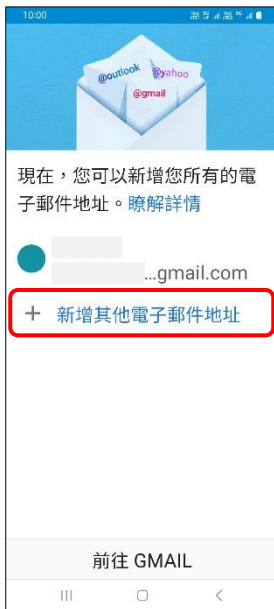 10:00
@outlook
@yahoo
@gmail
現在，您可以新增您所有的電
子郵件地址。瞭解詳情
...gmail.com
+ 新增其他電子郵件地址
前往 GMAIL